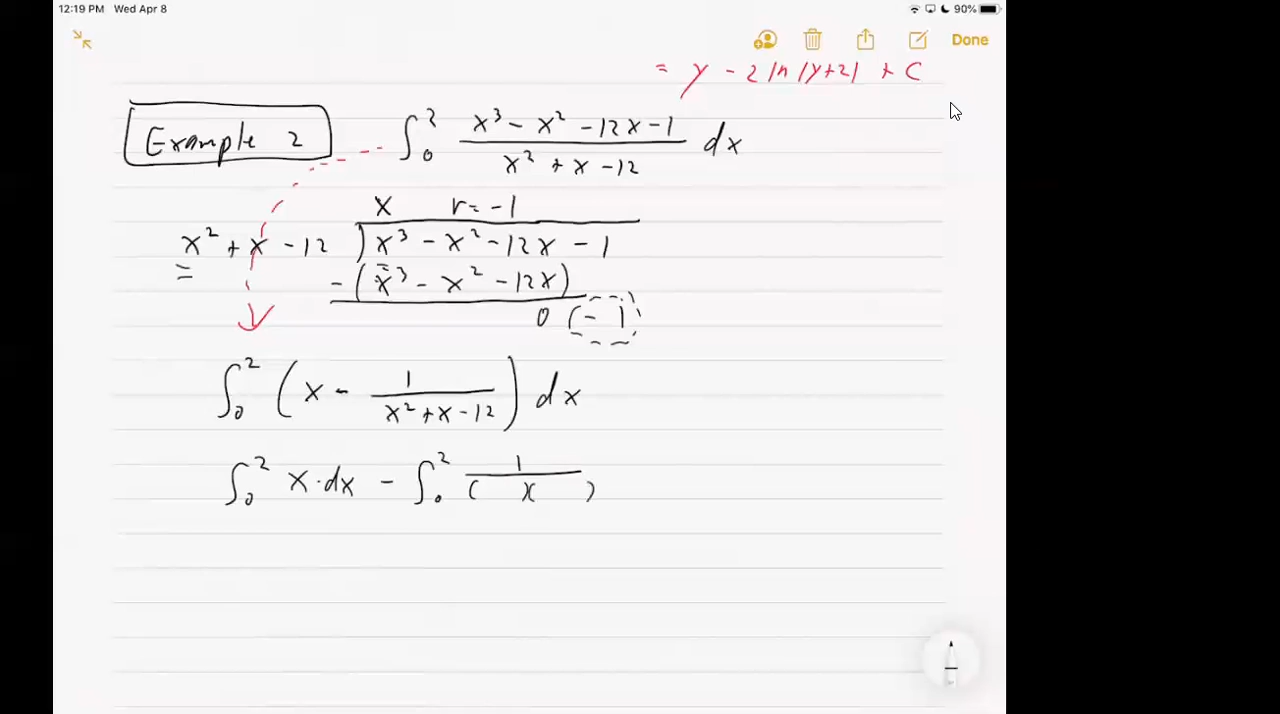 12:19 PM Wed Apr 8 90%
Done
= y - 2 ln |y+2| + C
Example 2 ∫₀² (x³ - x² - 12x - 1)/(x² + x - 12) dx
x r = -1
x² + x - 12 ) x³ - x² - 12x - 1
- (x³ - x² - 12x)
0 (- 1
∫₀² (x - 1/(x² + x - 12)) dx
∫₀² x · dx - ∫₀² 1/( )( )